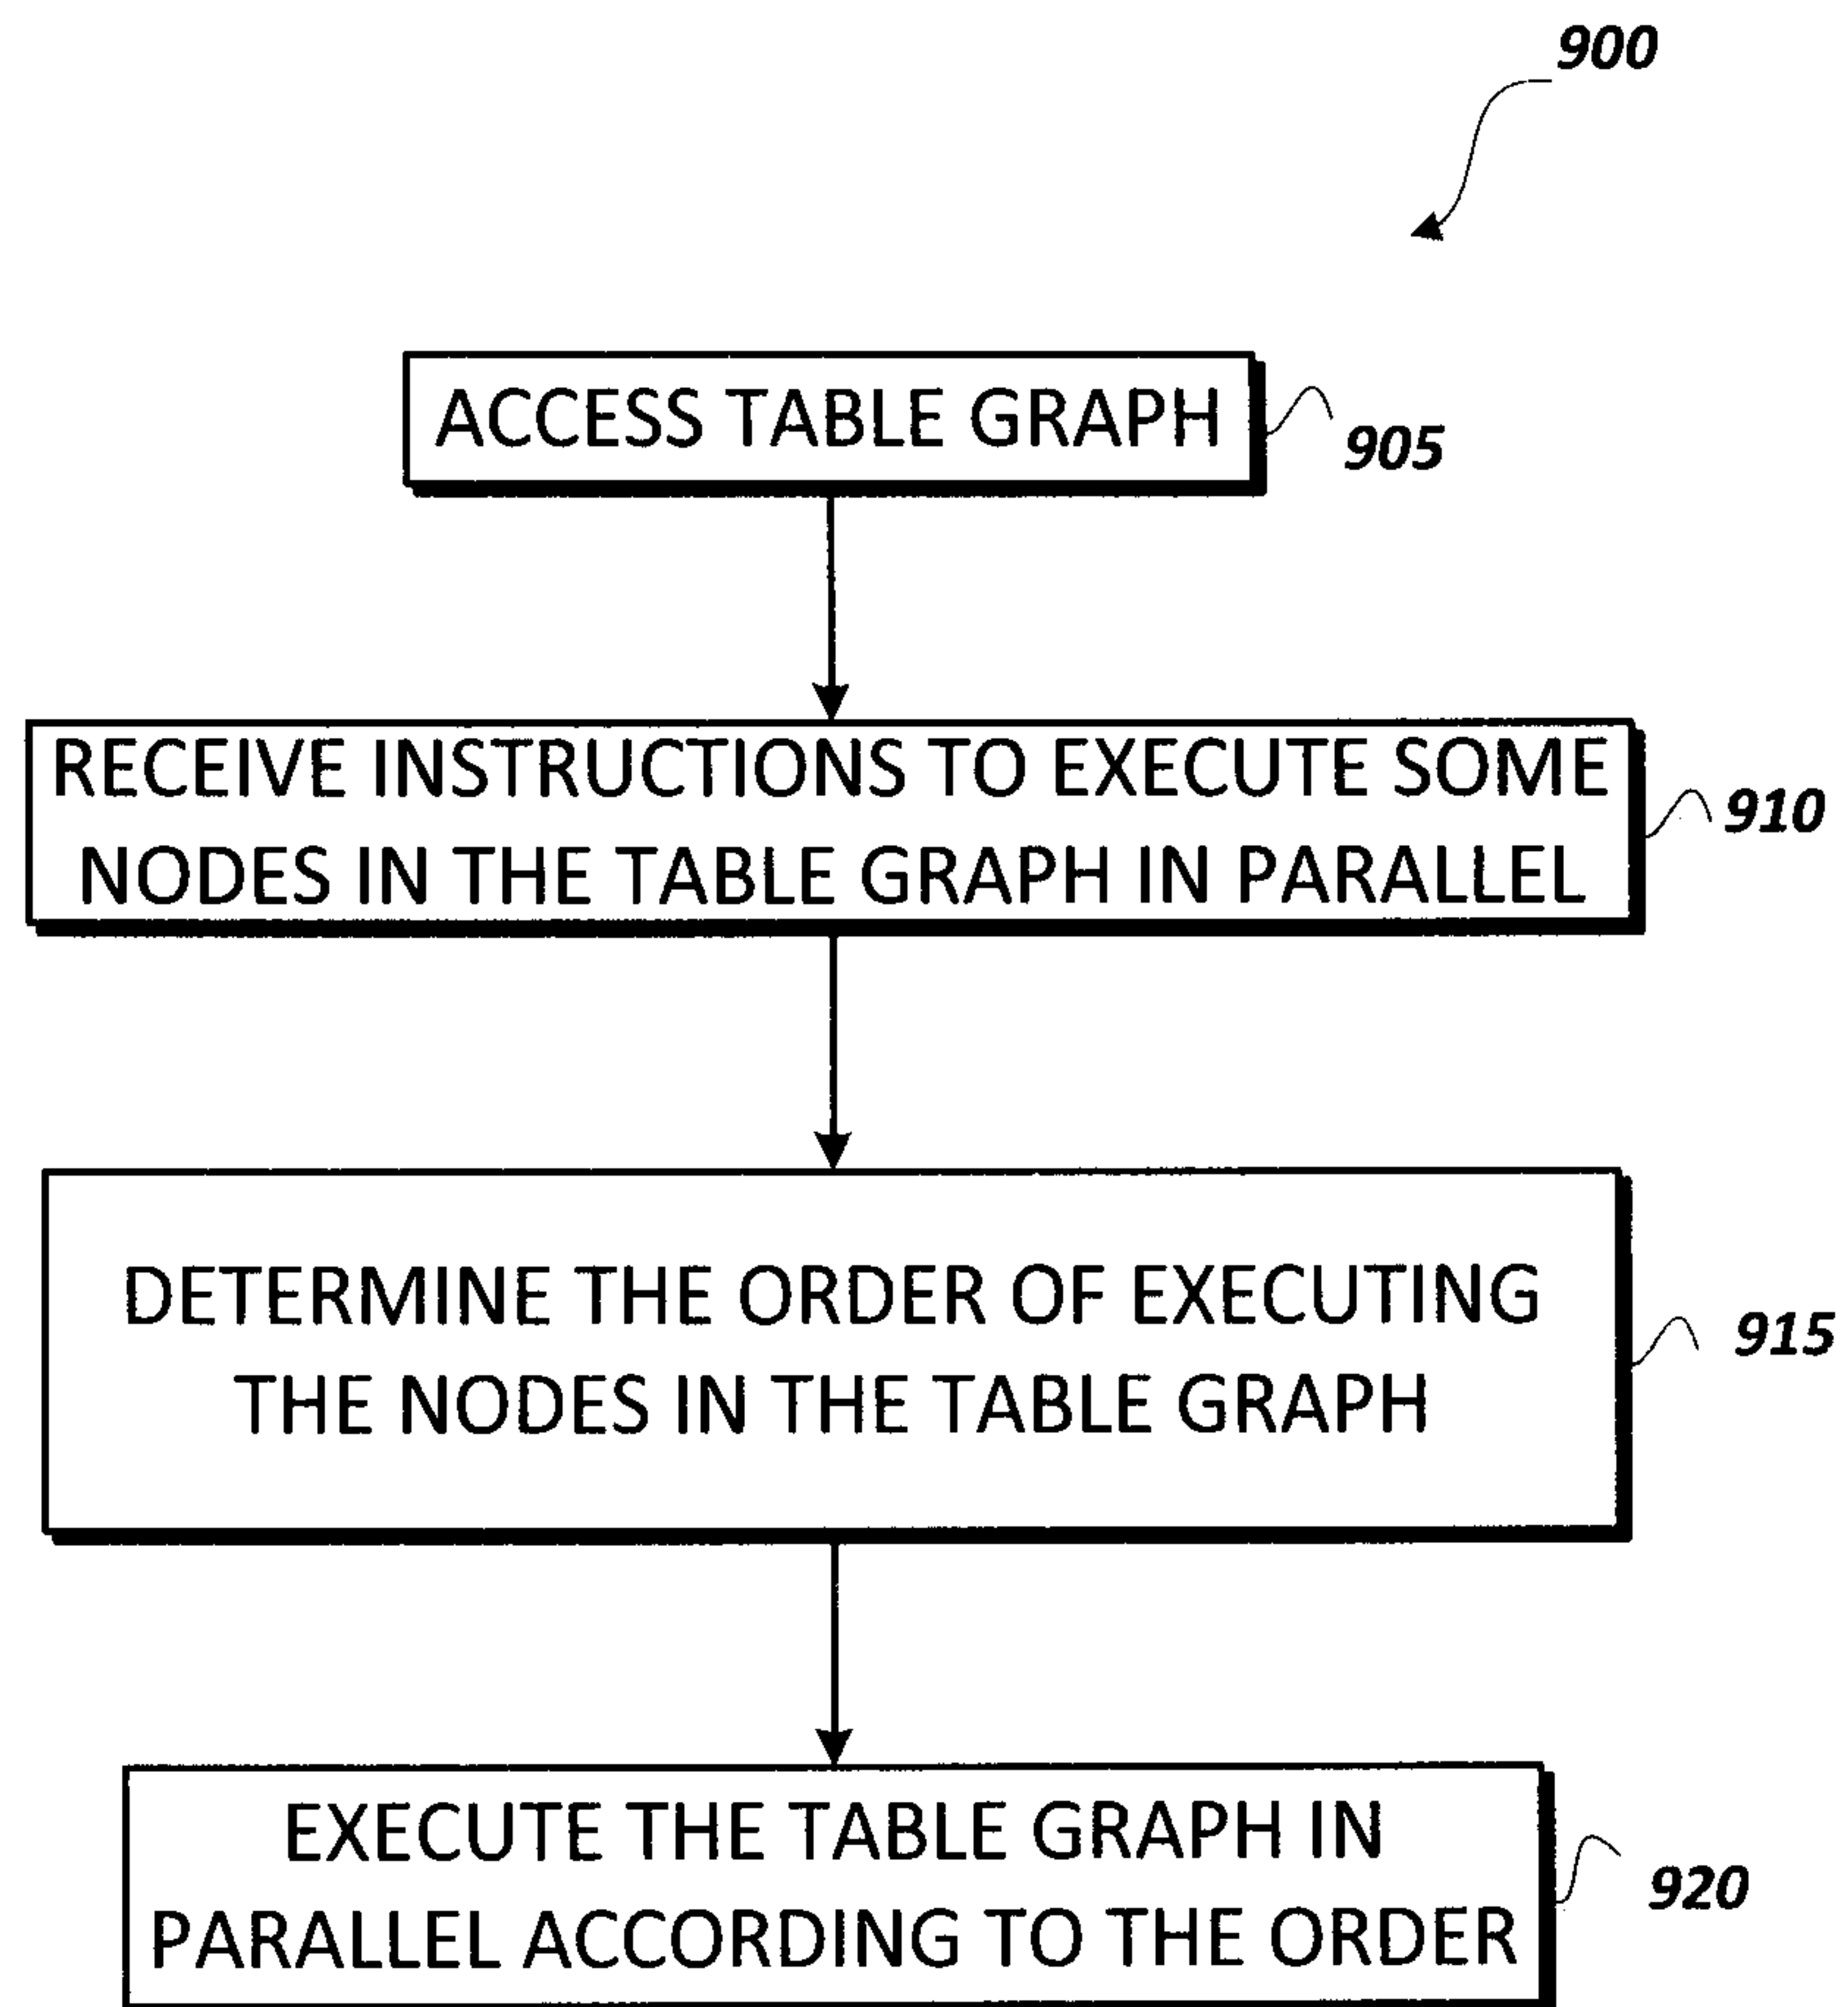 900
ACCESS TABLE GRAPH
905
RECEIVE INSTRUCTIONS TO EXECUTE SOME
NODES IN THE TABLE GRAPH IN PARALLEL
910
DETERMINE THE ORDER OF EXECUTING
THE NODES IN THE TABLE GRAPH
915
EXECUTE THE TABLE GRAPH IN
PARALLEL ACCORDING TO THE ORDER
920